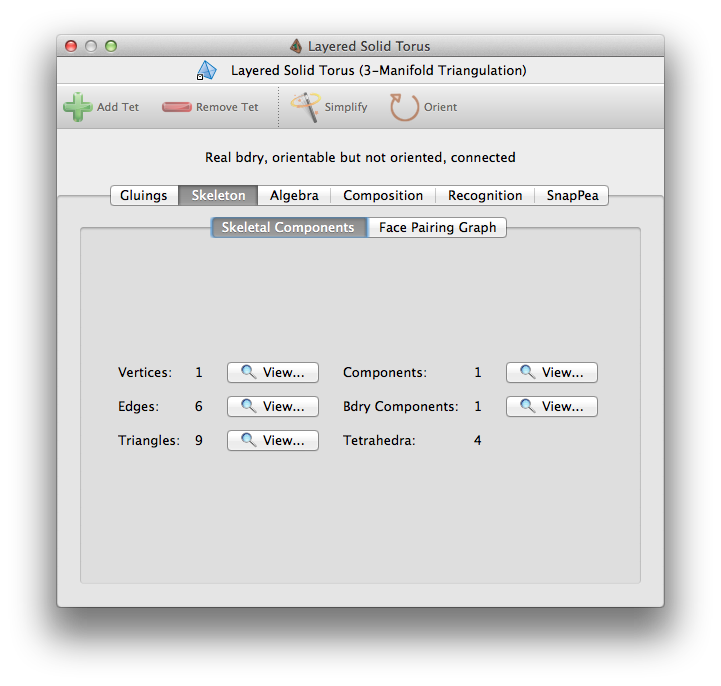 Layered Solid Torus
Layered Solid Torus (3-Manifold Triangulation)
Add Tet Remove Tet Simplify Orient
Real bdry, orientable but not oriented, connected
Gluings Skeleton Algebra Composition Recognition SnapPea
Skeletal Components Face Pairing Graph
Vertices: 1 View... Components: 1 View...
Edges: 6 View... Bdry Components: 1 View...
Triangles: 9 View... Tetrahedra: 4